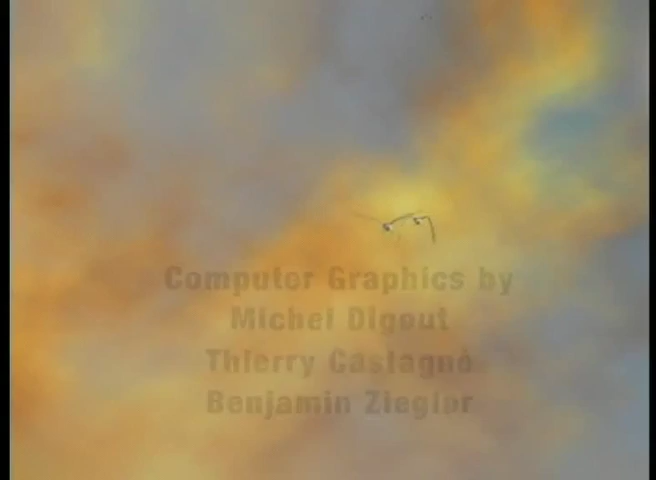 Computer Graphics by
Michel Digout
Thierry Castagné
Benjamin Ziegler